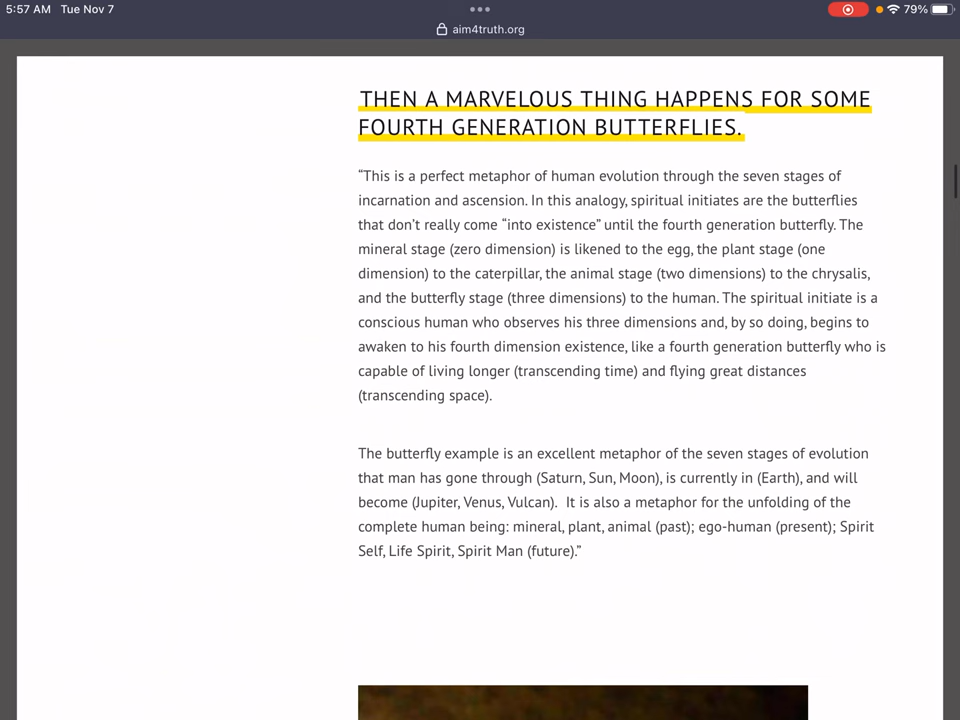 5:57 AM Tue Nov 7
79%
aim4truth.org
THEN A MARVELOUS THING HAPPENS FOR SOME
FOURTH GENERATION BUTTERFLIES.
“This is a perfect metaphor of human evolution through the seven stages of
incarnation and ascension. In this analogy, spiritual initiates are the butterflies
that don’t really come “into existence” until the fourth generation butterfly. The
mineral stage (zero dimension) is likened to the egg, the plant stage (one
dimension) to the caterpillar, the animal stage (two dimensions) to the chrysalis,
and the butterfly stage (three dimensions) to the human. The spiritual initiate is a
conscious human who observes his three dimensions and, by so doing, begins to
awaken to his fourth dimension existence, like a fourth generation butterfly who is
capable of living longer (transcending time) and flying great distances
(transcending space).
The butterfly example is an excellent metaphor of the seven stages of evolution
that man has gone through (Saturn, Sun, Moon), is currently in (Earth), and will
become (Jupiter, Venus, Vulcan).  It is also a metaphor for the unfolding of the
complete human being: mineral, plant, animal (past); ego-human (present); Spirit
Self, Life Spirit, Spirit Man (future).”